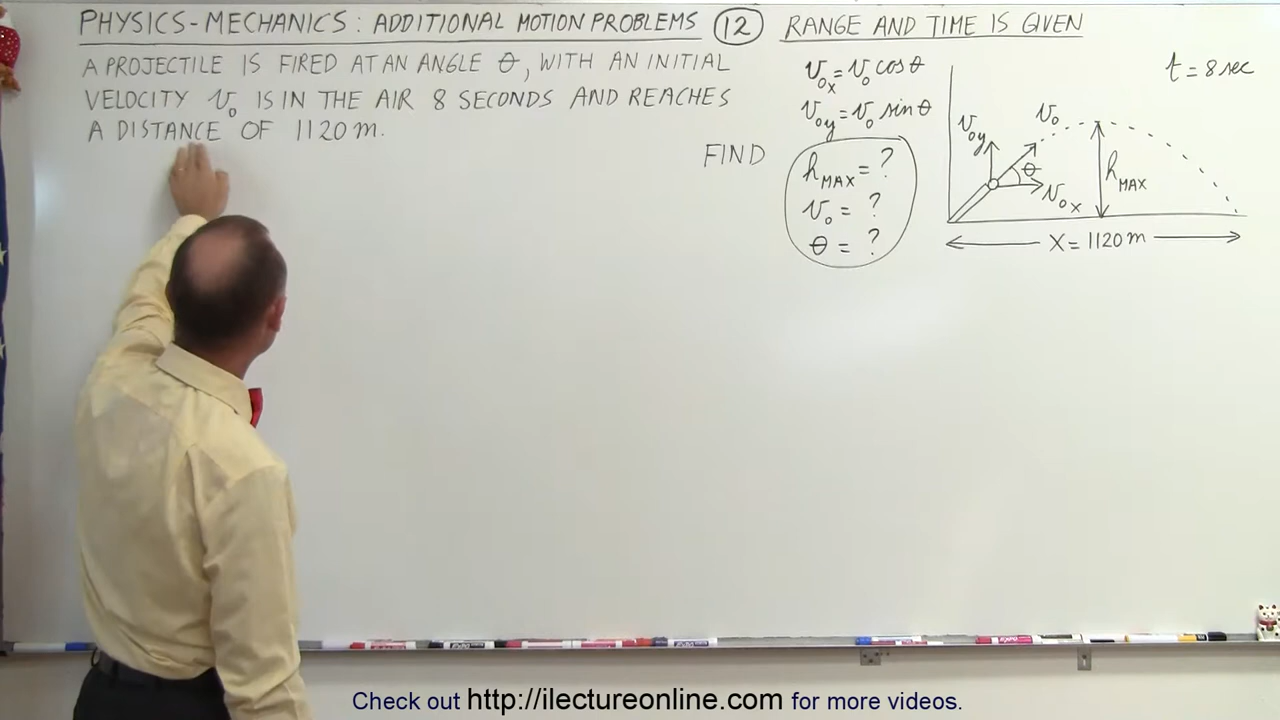 PHYSICS-MECHANICS: ADDITIONAL MOTION PROBLEMS 12 RANGE AND TIME IS GIVEN
A PROJECTILE IS FIRED AT AN ANGLE θ, WITH AN INITIAL
VELOCITY v₀ IS IN THE AIR 8 SECONDS AND REACHES
A DISTANCE OF 1120 m.
FIND
v₀ₓ = v₀ cosθ
v₀y = v₀ sinθ
hMAX = ?
v₀ = ?
θ = ?
t = 8 sec
v₀
v₀y
θ
v₀ₓ
hMAX
X = 1120 m
Check out http://ilectureonline.com for more videos.